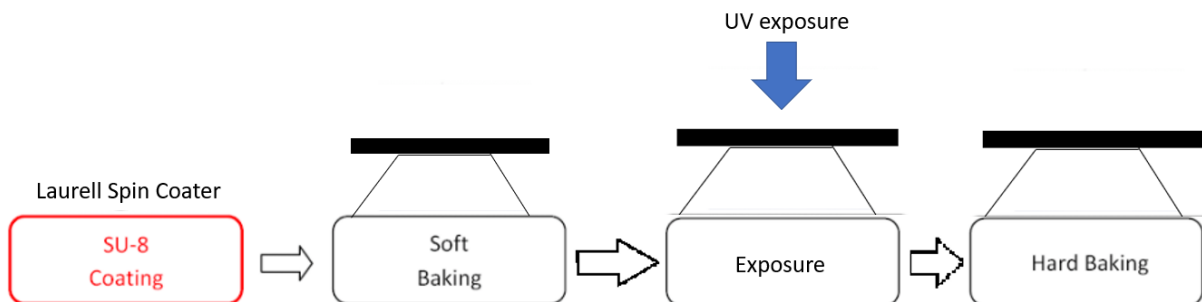 UV exposure
Laurell Spin Coater
SU-8
Coating
Soft
Baking
Exposure
Hard Baking